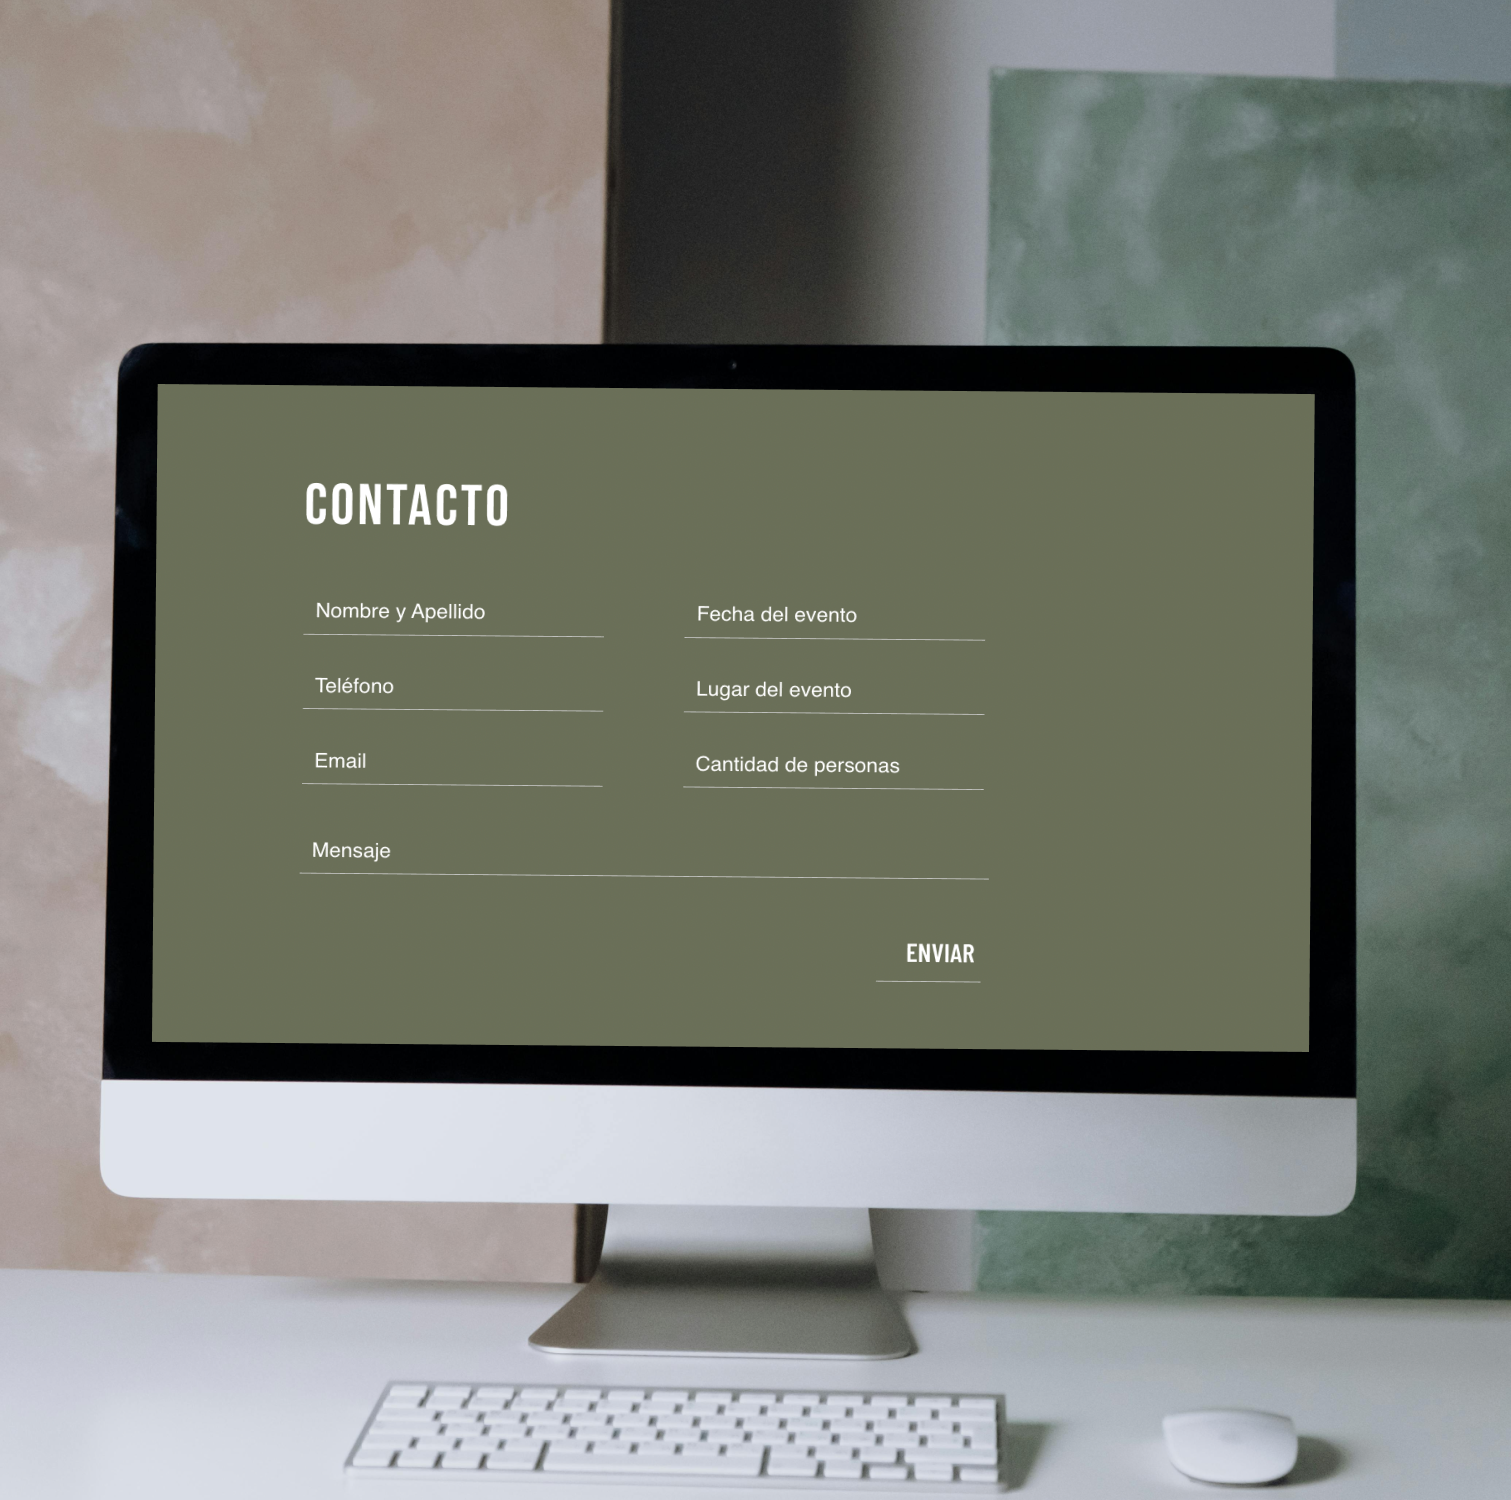 CONTACTO
Nombre y Apellido
Fecha del evento
Teléfono
Lugar del evento
Email
Cantidad de personas
Mensaje
ENVIAR